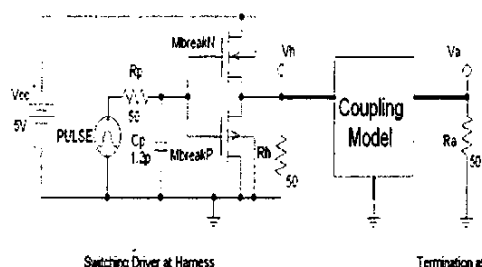 MbreakN
Vh
Va
Rp
Vcc
5V
50
PULSE
Cp
1.2p
MbreakP
Rh
50
Coupling
Model
Ra
50
Switching Driver at Harness
Termination as